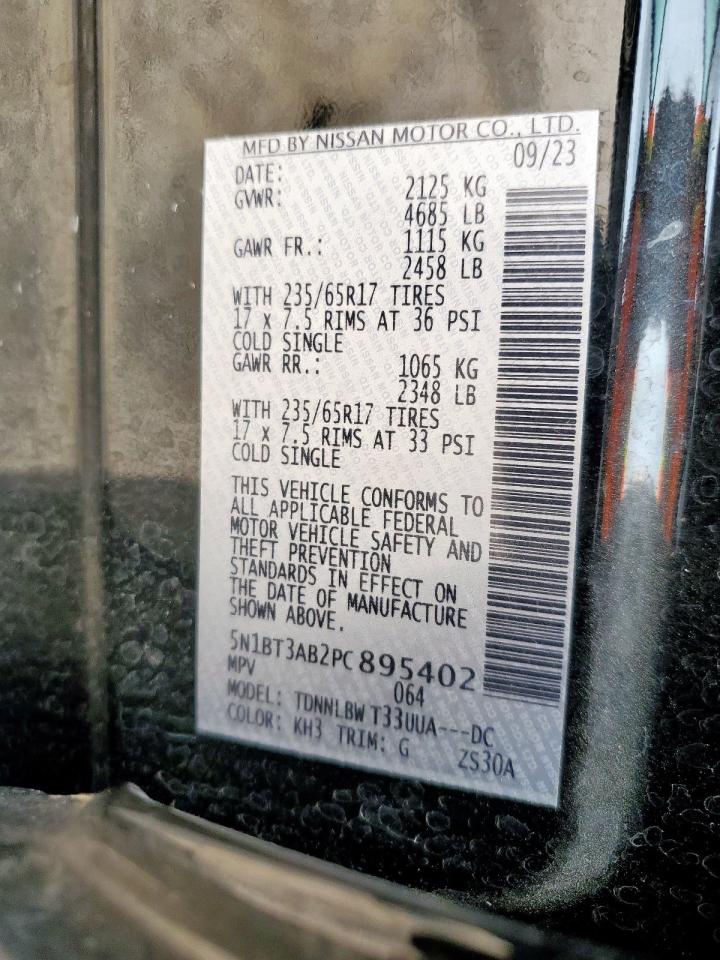 MFD BY NISSAN MOTOR CO., LTD.
DATE: 09/23
GVWR: 2125 KG
4685 LB
GAWR FR.: 1115 KG
2458 LB
WITH 235/65R17 TIRES
17 x 7.5 RIMS AT 36 PSI
COLD SINGLE
GAWR RR.: 1065 KG
2348 LB
WITH 235/65R17 TIRES
17 x 7.5 RIMS AT 33 PSI
COLD SINGLE
THIS VEHICLE CONFORMS TO
ALL APPLICABLE FEDERAL
MOTOR VEHICLE SAFETY AND
THEFT PREVENTION
STANDARDS IN EFFECT ON
THE DATE OF MANUFACTURE
SHOWN ABOVE.
5N1BT3AB2PC895402
MPV 064
MODEL: TDNNLBW T33UUA---DC
COLOR: KH3 TRIM: G ZS30A